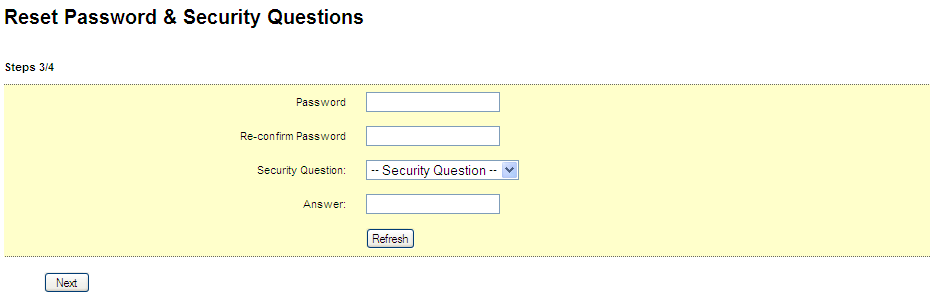 Reset Password & Security Questions
Steps 3/4
Password
Re-confirm Password
Security Question: -- Security Question --
Answer:
Refresh
Next